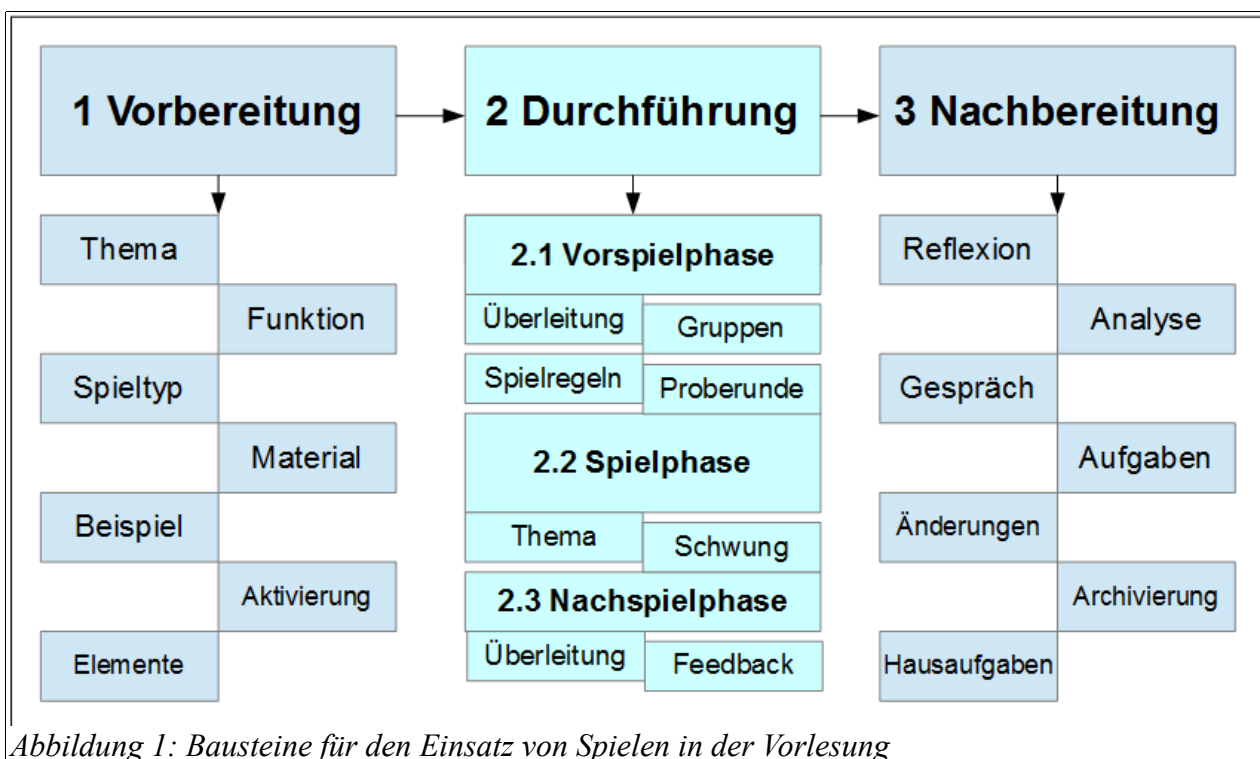 1 Vorbereitung
Thema
Funktion
Spieltyp
Material
Beispiel
Aktivierung
Elemente
2 Durchführung
2.1 Vorspielphase
Überleitung
Gruppen
Spielregeln
Proberunde
2.2 Spielphase
Thema
Schwung
2.3 Nachspielphase
Überleitung
Feedback
3 Nachbereitung
Reflexion
Analyse
Gespräch
Aufgaben
Änderungen
Archivierung
Hausaufgaben
Abbildung 1: Bausteine für den Einsatz von Spielen in der Vorlesung